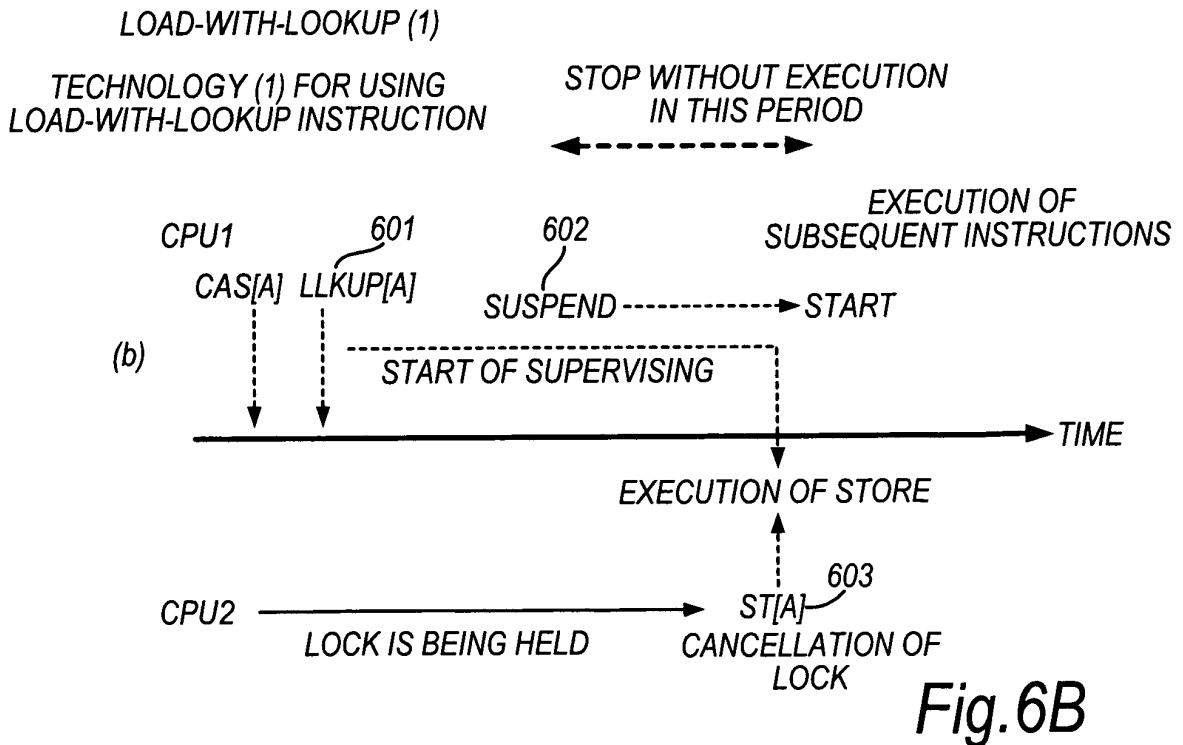 LOAD-WITH-LOOKUP (1)
TECHNOLOGY (1) FOR USING
LOAD-WITH-LOOKUP INSTRUCTION
STOP WITHOUT EXECUTION
IN THIS PERIOD
EXECUTION OF
SUBSEQUENT INSTRUCTIONS
CPU1
601
602
CAS[A]
LLKUP[A]
SUSPEND
START
(b)
START OF SUPERVISING
TIME
EXECUTION OF STORE
603
CPU2
ST[A]
LOCK IS BEING HELD
CANCELLATION OF
LOCK
Fig.6B